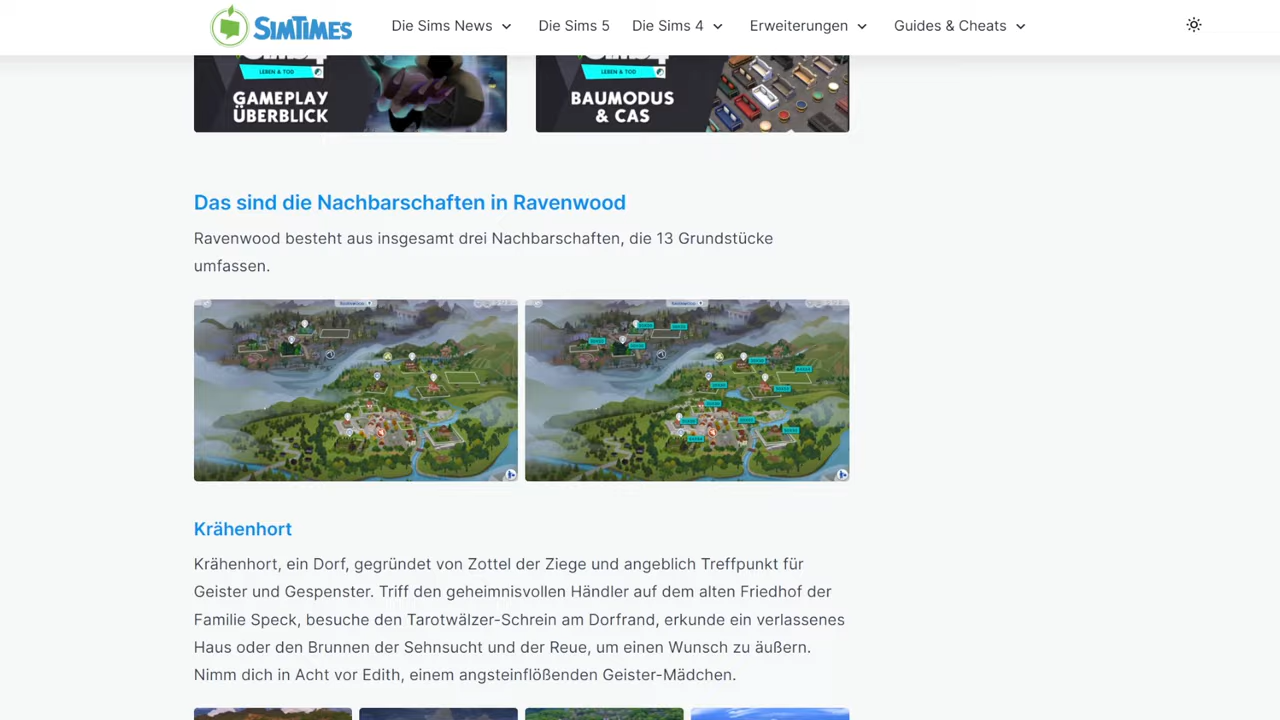 SIMTIMES
Die Sims News
Die Sims 5
Die Sims 4
Erweiterungen
Guides & Cheats
LEBEN & TOD
GAMEPLAY
ÜBERBLICK
LEBEN & TOD
BAUMODUS
& CAS
Das sind die Nachbarschaften in Ravenwood
Ravenwood besteht aus insgesamt drei Nachbarschaften, die 13 Grundstücke
umfassen.
Krähenhort
Krähenhort, ein Dorf, gegründet von Zottel der Ziege und angeblich Treffpunkt für
Geister und Gespenster. Triff den geheimnisvollen Händler auf dem alten Friedhof der
Familie Speck, besuche den Tarotwälzer-Schrein am Dorfrand, erkunde ein verlassenes
Haus oder den Brunnen der Sehnsucht und der Reue, um einen Wunsch zu äußern.
Nimm dich in Acht vor Edith, einem angsteinflößenden Geister-Mädchen.